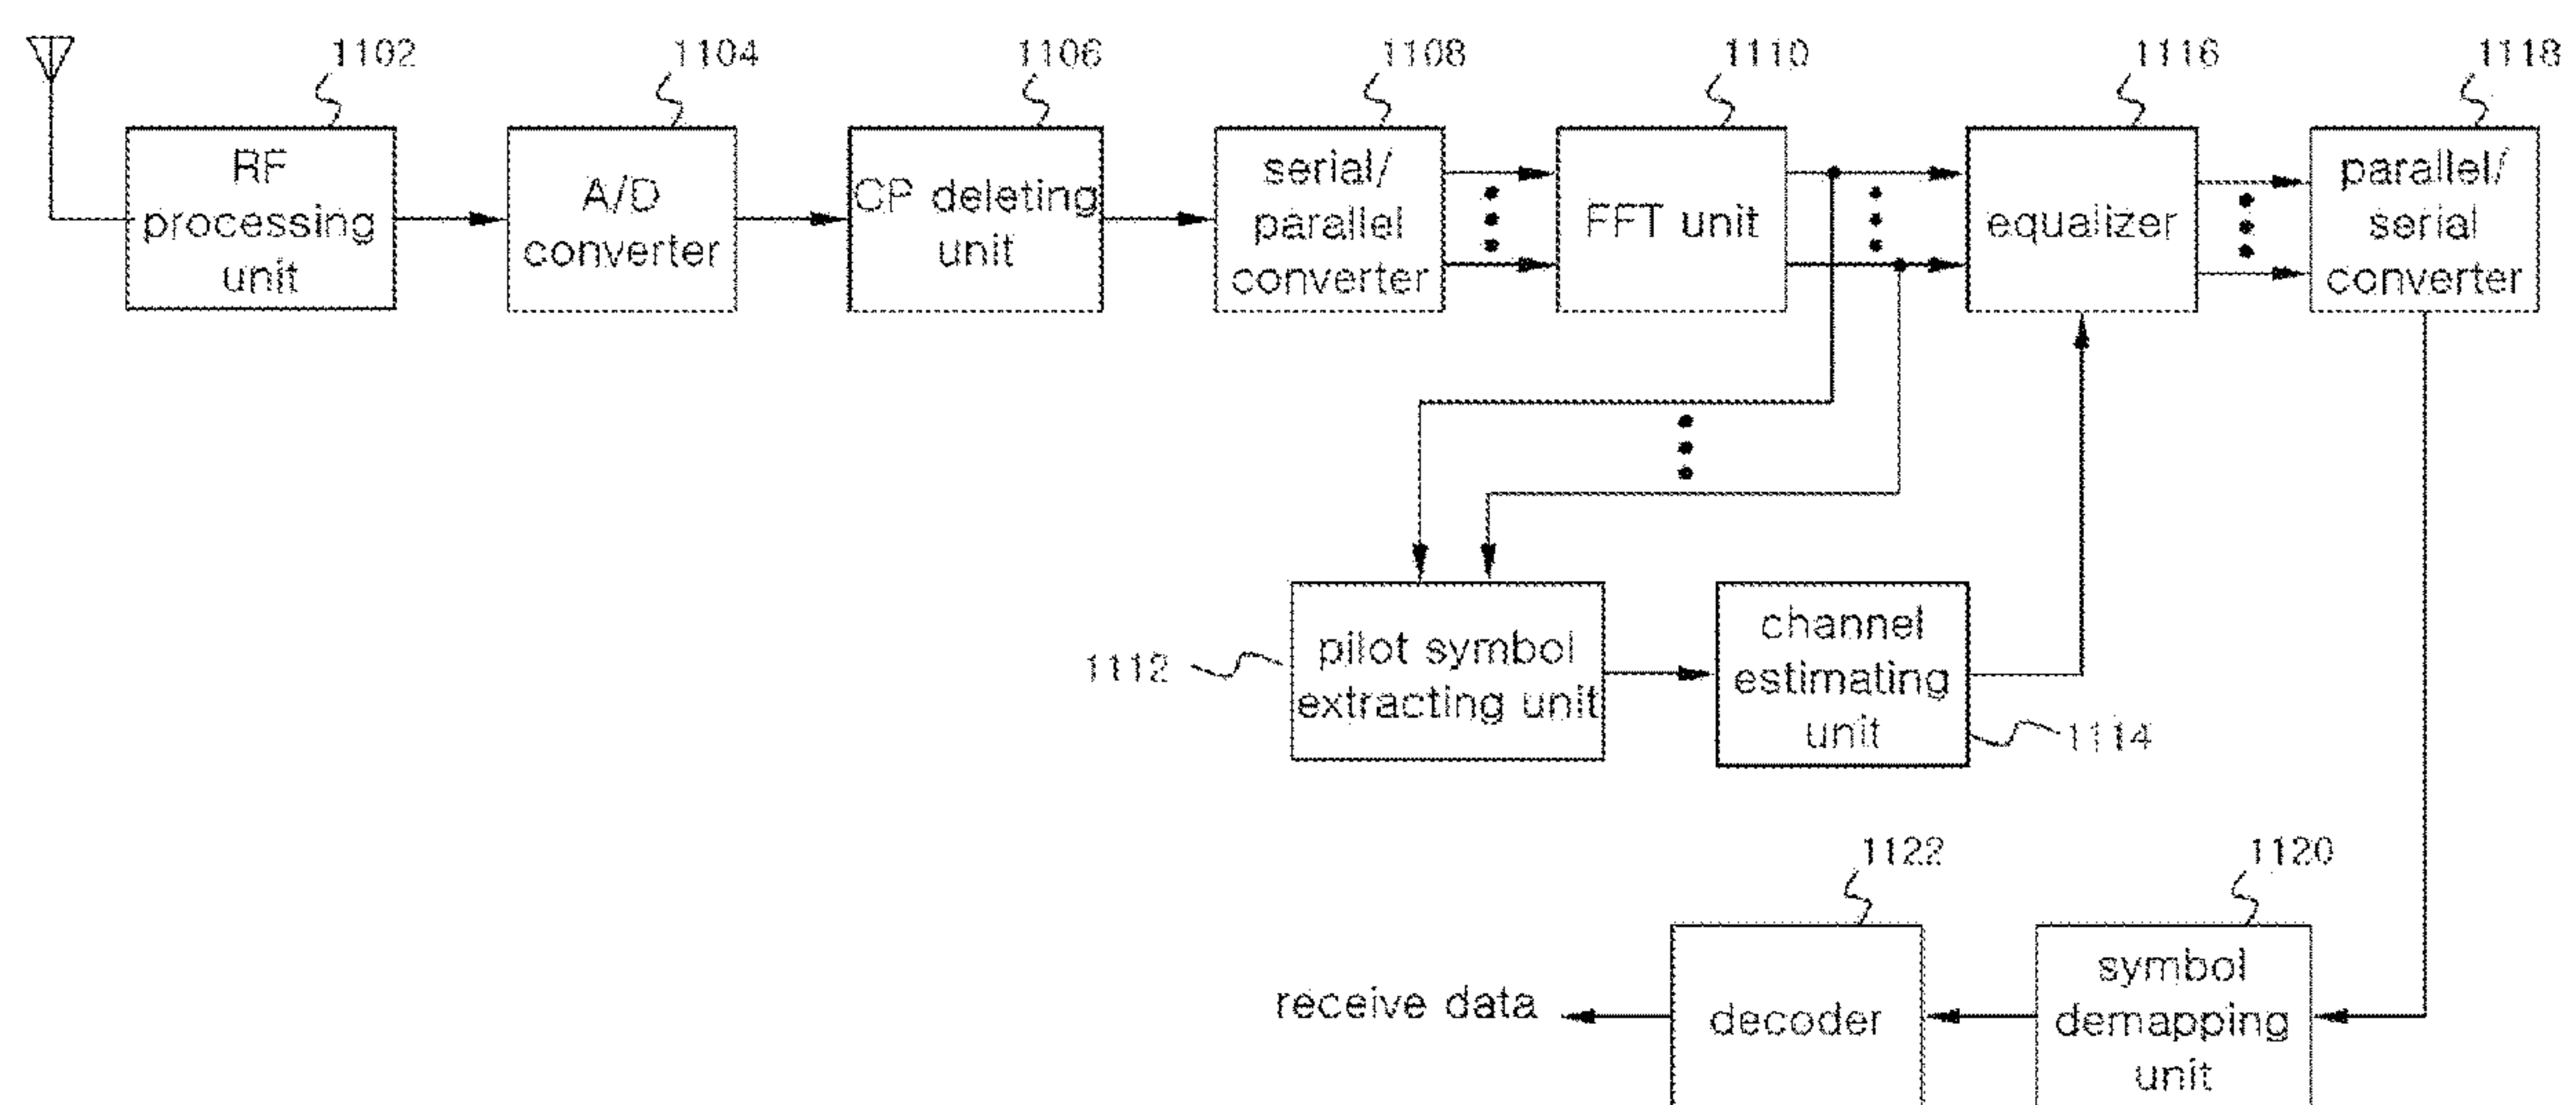 1102
1104
1106
1108
1110
1116
1118
RF
processing
unit
A/D
converter
CP deleting
unit
serial/
parallel
converter
FFT unit
equalizer
parallel/
serial
converter
1112
pilot symbol
extracting unit
channel
estimating
unit
1114
1122
1120
receive data
decoder
symbol
demapping
unit